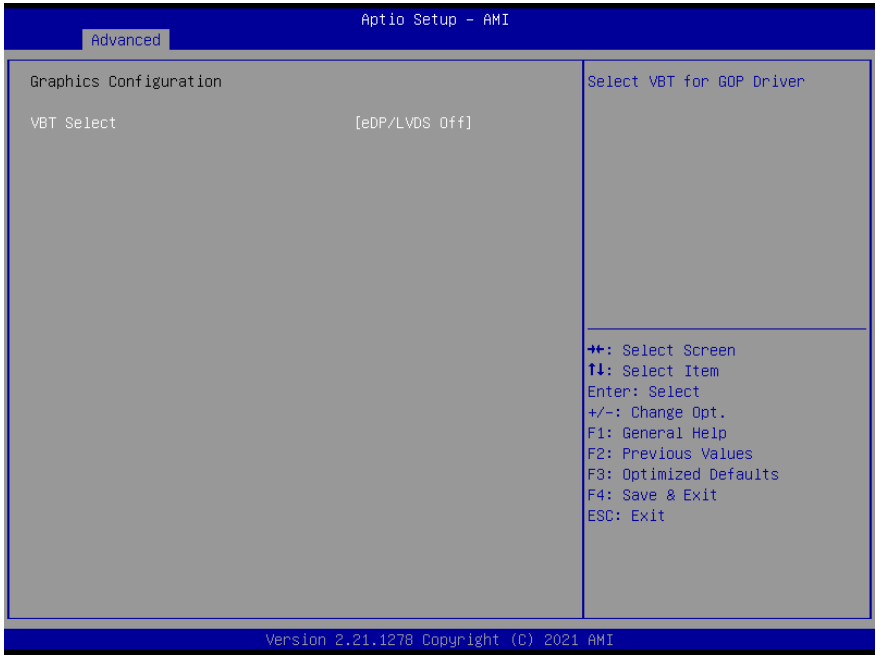 Aptio Setup – AMI
Advanced
Graphics Configuration
VBT Select [eDP/LVDS Off]
Select VBT for GOP Driver
→←: Select Screen
↑↓: Select Item
Enter: Select
+/-: Change Opt.
F1: General Help
F2: Previous Values
F3: Optimized Defaults
F4: Save & Exit
ESC: Exit
Version 2.21.1278 Copyright (C) 2021 AMI